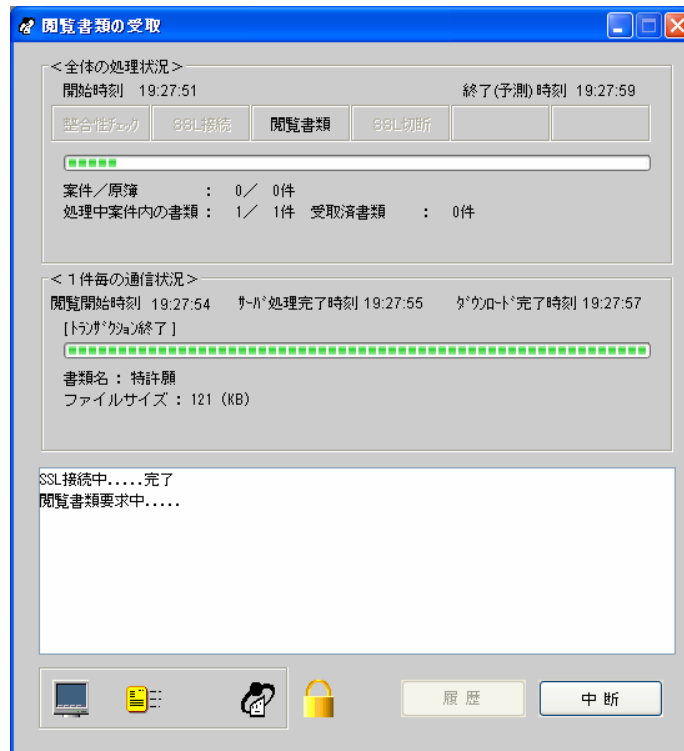 閲覧書類の受取
<全体の処理状況>
開始時刻 19:27:51 終了(予測)時刻 19:27:59
整合性ﾁｪｯｸ SSL接続 閲覧書類 SSL切断
案件／原簿 : 0／ 0件
処理中案件内の書類 : 1／ 1件 受取済書類 : 0件
<1件毎の通信状況>
閲覧開始時刻 19:27:54 ｻｰﾊﾞ処理完了時刻 19:27:55 ﾀﾞｳﾝﾛｰﾄﾞ完了時刻 19:27:57
[ﾄﾗﾝｻﾞｸｼｮﾝ終了]
書類名 : 特許願
ファイルサイズ : 121 (KB)
SSL接続中.....完了
閲覧書類要求中.....
履歴 中断